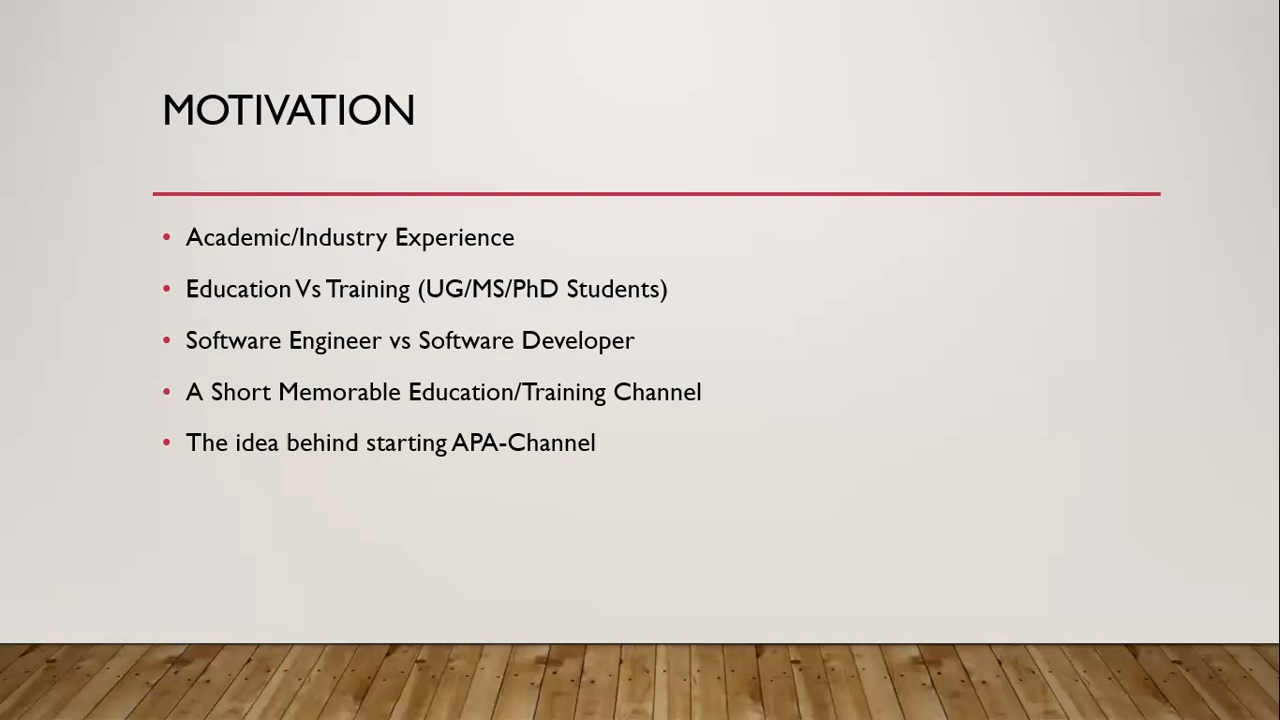 MOTIVATION
• Academic/Industry Experience
• Education Vs Training (UG/MS/PhD Students)
• Software Engineer vs Software Developer
• A Short Memorable Education/Training Channel
• The idea behind starting APA-Channel